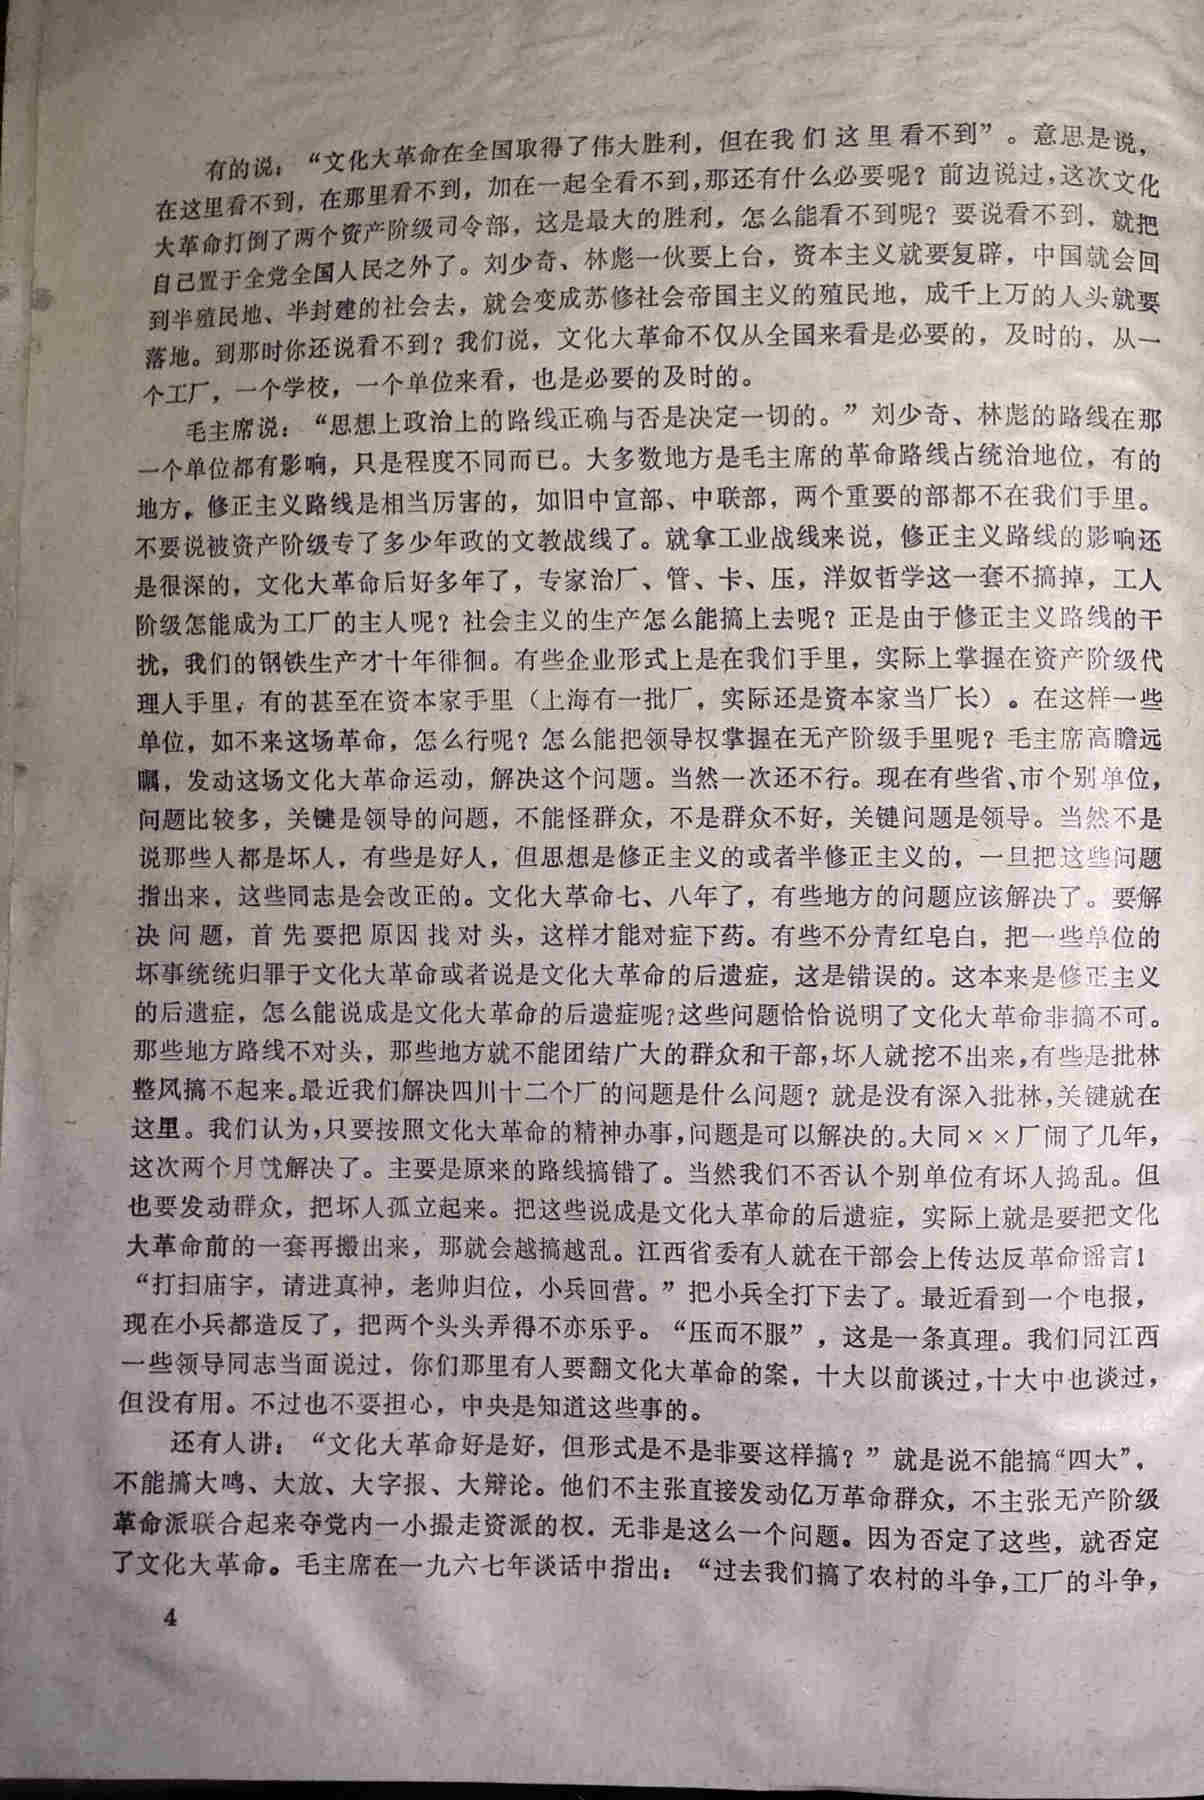 有的说：“文化大革命在全国取得了伟大胜利，但在我们这里看不到”。意思是说，
在这里看不到，在那里看不到，加在一起全看不到，那还有什么必要呢？前边说过，这次文化
大革命打倒了两个资产阶级司令部，这是最大的胜利，怎么能看不到呢？要说看不到，就把
自己置于全党全国人民之外了。刘少奇、林彪一伙要上台，资本主义就要复辟，中国就会回
到半殖民地、半封建的社会去，就会变成苏修社会帝国主义的殖民地，成千上万的人头就要
落地。到那时你还说看不到？我们说，文化大革命不仅从全国来看是必要的，及时的，从一
个工厂，一个学校，一个单位来看，也是必要的及时的。
毛主席说：“思想上政治上的路线正确与否是决定一切的。”刘少奇、林彪的路线在那
一个单位都有影响，只是程度不同而已。大多数地方是毛主席的革命路线占统治地位，有的
地方，修正主义路线是相当厉害的，如旧中宣部、中联部，两个重要的部都不在我们手里。
不要说被资产阶级专了多少年政的文教战线了。就拿工业战线来说，修正主义路线的影响还
是很深的，文化大革命后好多年了，专家治厂、管、卡、压，洋奴哲学这一套不搞掉，工人
阶级怎能成为工厂的主人呢？社会主义的生产怎么能搞上去呢？正是由于修正主义路线的干
扰，我们的钢铁生产才十年徘徊。有些企业形式上是在我们手里，实际上掌握在资产阶级代
理人手里，有的甚至在资本家手里（上海有一批厂，实际还是资本家当厂长）。在这样一些
单位，如不来这场革命，怎么行呢？怎么能把领导权掌握在无产阶级手里呢？毛主席高瞻远
瞩，发动这场文化大革命运动，解决这个问题。当然一次还不行。现在有些省、市个别单位，
问题比较多，关键是领导的问题，不能怪群众，不是群众不好，关键问题是领导。当然不是
说那些人都是坏人，有些是好人，但思想是修正主义的或者半修正主义的，一旦把这些问题
指出来，这些同志是会改正的。文化大革命七、八年了，有些地方的问题应该解决了。要解
决问题，首先要把原因找对头，这样才能对症下药。有些不分青红皂白，把一些单位的
坏事统统归罪于文化大革命或者说是文化大革命的后遗症，这是错误的。这本来是修正主义
的后遗症，怎么能说成是文化大革命的后遗症呢？这些问题恰恰说明了文化大革命非搞不可。
那些地方路线不对头，那些地方就不能团结广大的群众和干部，坏人就挖不出来，有些是批林
整风搞不起来。最近我们解决四川十二个厂的问题是什么问题？就是没有深入批林，关键就在
这里。我们认为，只要按照文化大革命的精神办事，问题是可以解决的。大同××厂闹了几年，
这次两个月就解决了。主要是原来的路线搞错了。当然我们不否认个别单位有坏人捣乱。但
也要发动群众，把坏人孤立起来。把这些说成是文化大革命的后遗症，实际上就是要把文化
大革命前的一套再搬出来，那就会越搞越乱。江西省委有人就在干部会上传达反革命谣言！
“打扫庙宇，请进真神，老帅归位，小兵回营。”把小兵全打下去了。最近看到一个电报，
现在小兵都造反了，把两个头头弄得不亦乐乎。“压而不服”，这是一条真理。我们同江西
一些领导同志当面说过，你们那里有人要翻文化大革命的案，十大以前谈过，十大中也谈过，
但没有用。不过也不要担心，中央是知道这些事的。
还有人讲：“文化大革命好是好，但形式是不是非要这样搞？”就是说不能搞“四大”，
不能搞大鸣、大放、大字报、大辩论。他们不主张直接发动亿万革命群众，不主张无产阶级
革命派联合起来夺党内一小撮走资派的权，无非是这么一个问题。因为否定了这些，就否定
了文化大革命。毛主席在一九六七年谈话中指出：“过去我们搞了农村的斗争，工厂的斗争，
4